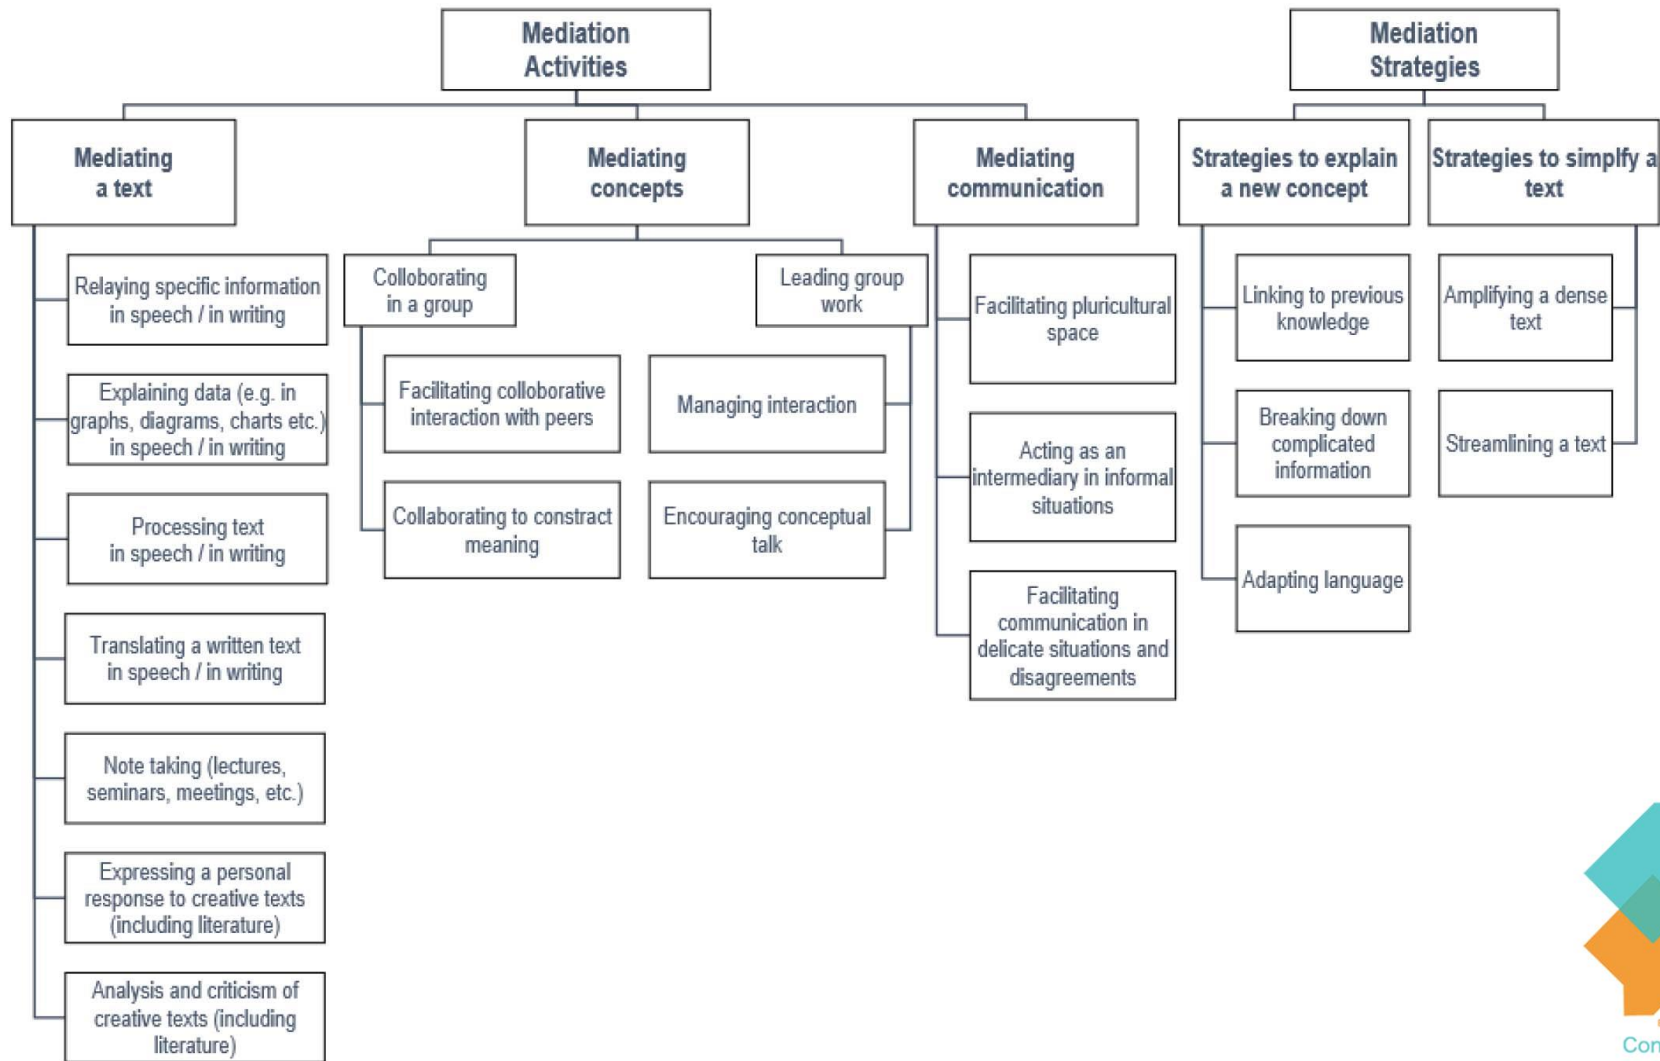 Mediation
Activities
Mediation
Strategies
Mediating
a text
Mediating
concepts
Mediating
communication
Strategies to explain
a new concept
Strategies to simplfy a
text
Relaying specific information
in speech / in writing
Explaining data (e.g. in
graphs, diagrams, charts etc.)
in speech / in writing
Processing text
in speech / in writing
Translating a written text
in speech / in writing
Note taking (lectures,
seminars, meetings, etc.)
Expressing a personal
response to creative texts
(including literature)
Analysis and criticism of
creative texts (including
literature)
Colloborating
in a group
Facilitating colloborative
interaction with peers
Collaborating to constract
meaning
Leading group
work
Managing interaction
Encouraging conceptual
talk
Facilitating pluricultural
space
Acting as an
intermediary in informal
situations
Facilitating
communication in
delicate situations and
disagreements
Linking to previous
knowledge
Breaking down
complicated
information
Adapting language
Amplifying a dense
text
Streamlining a text